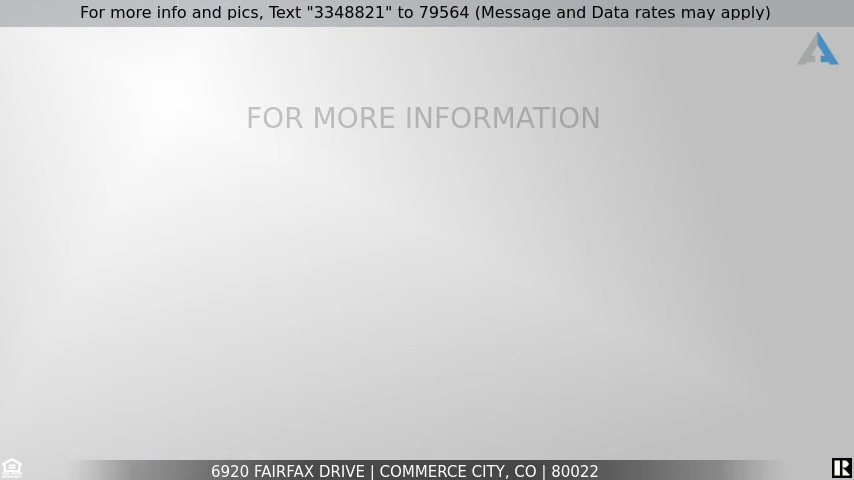 For more info and pics, Text "3348821" to 79564 (Message and Data rates may apply)
FOR MORE INFORMATION
6920 FAIRFAX DRIVE | COMMERCE CITY, CO | 80022